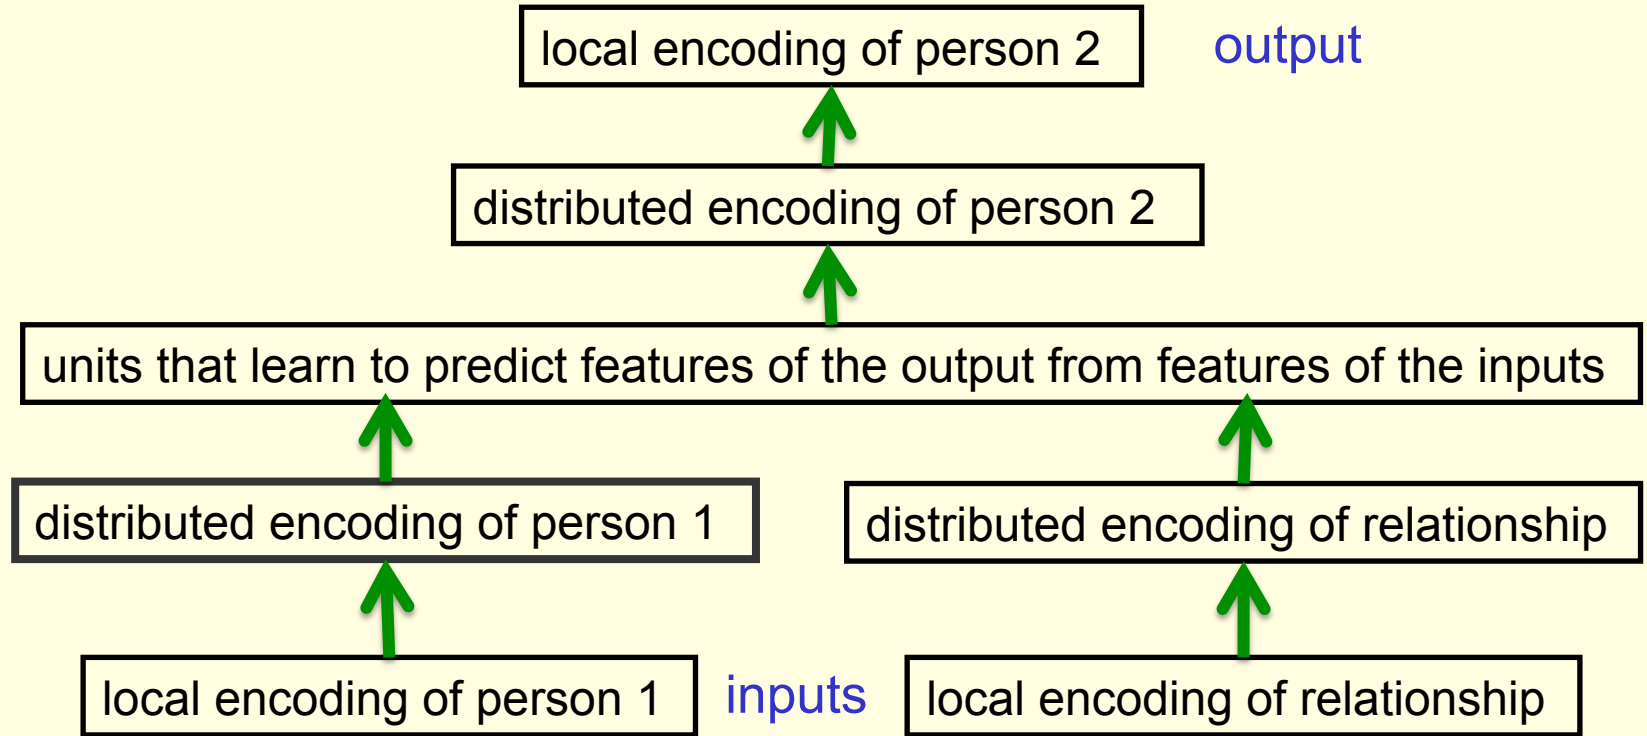 local encoding of person 2
output
distributed encoding of person 2
units that learn to predict features of the output from features of the inputs
distributed encoding of person 1
distributed encoding of relationship
local encoding of person 1
inputs
local encoding of relationship